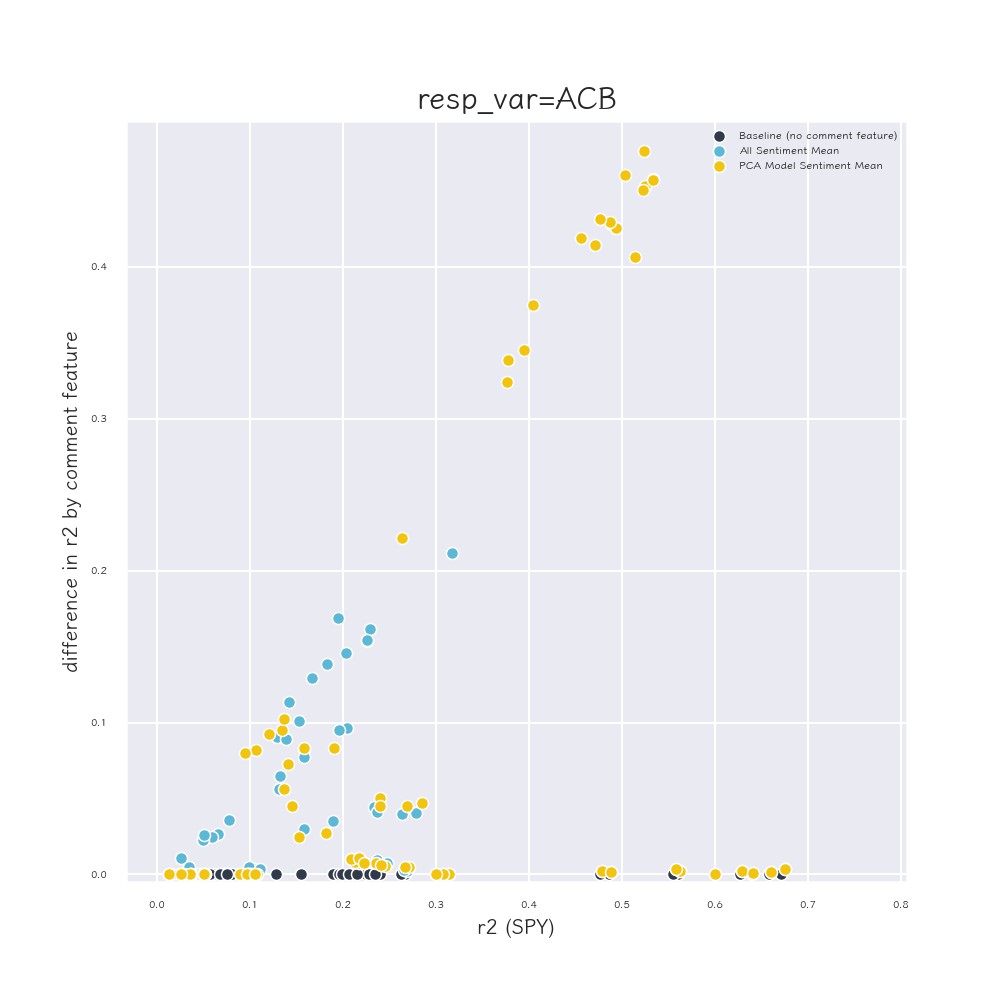 resp_var=ACB
Baseline (no comment feature)
All Sentiment Mean
PCA Model Sentiment Mean
difference in r2 by comment feature
0.4
0.3
0.2
0.1
0.0
0.0 0.1 0.2 0.3 0.4 0.5 0.6 0.7 0.8
r2 (SPY)